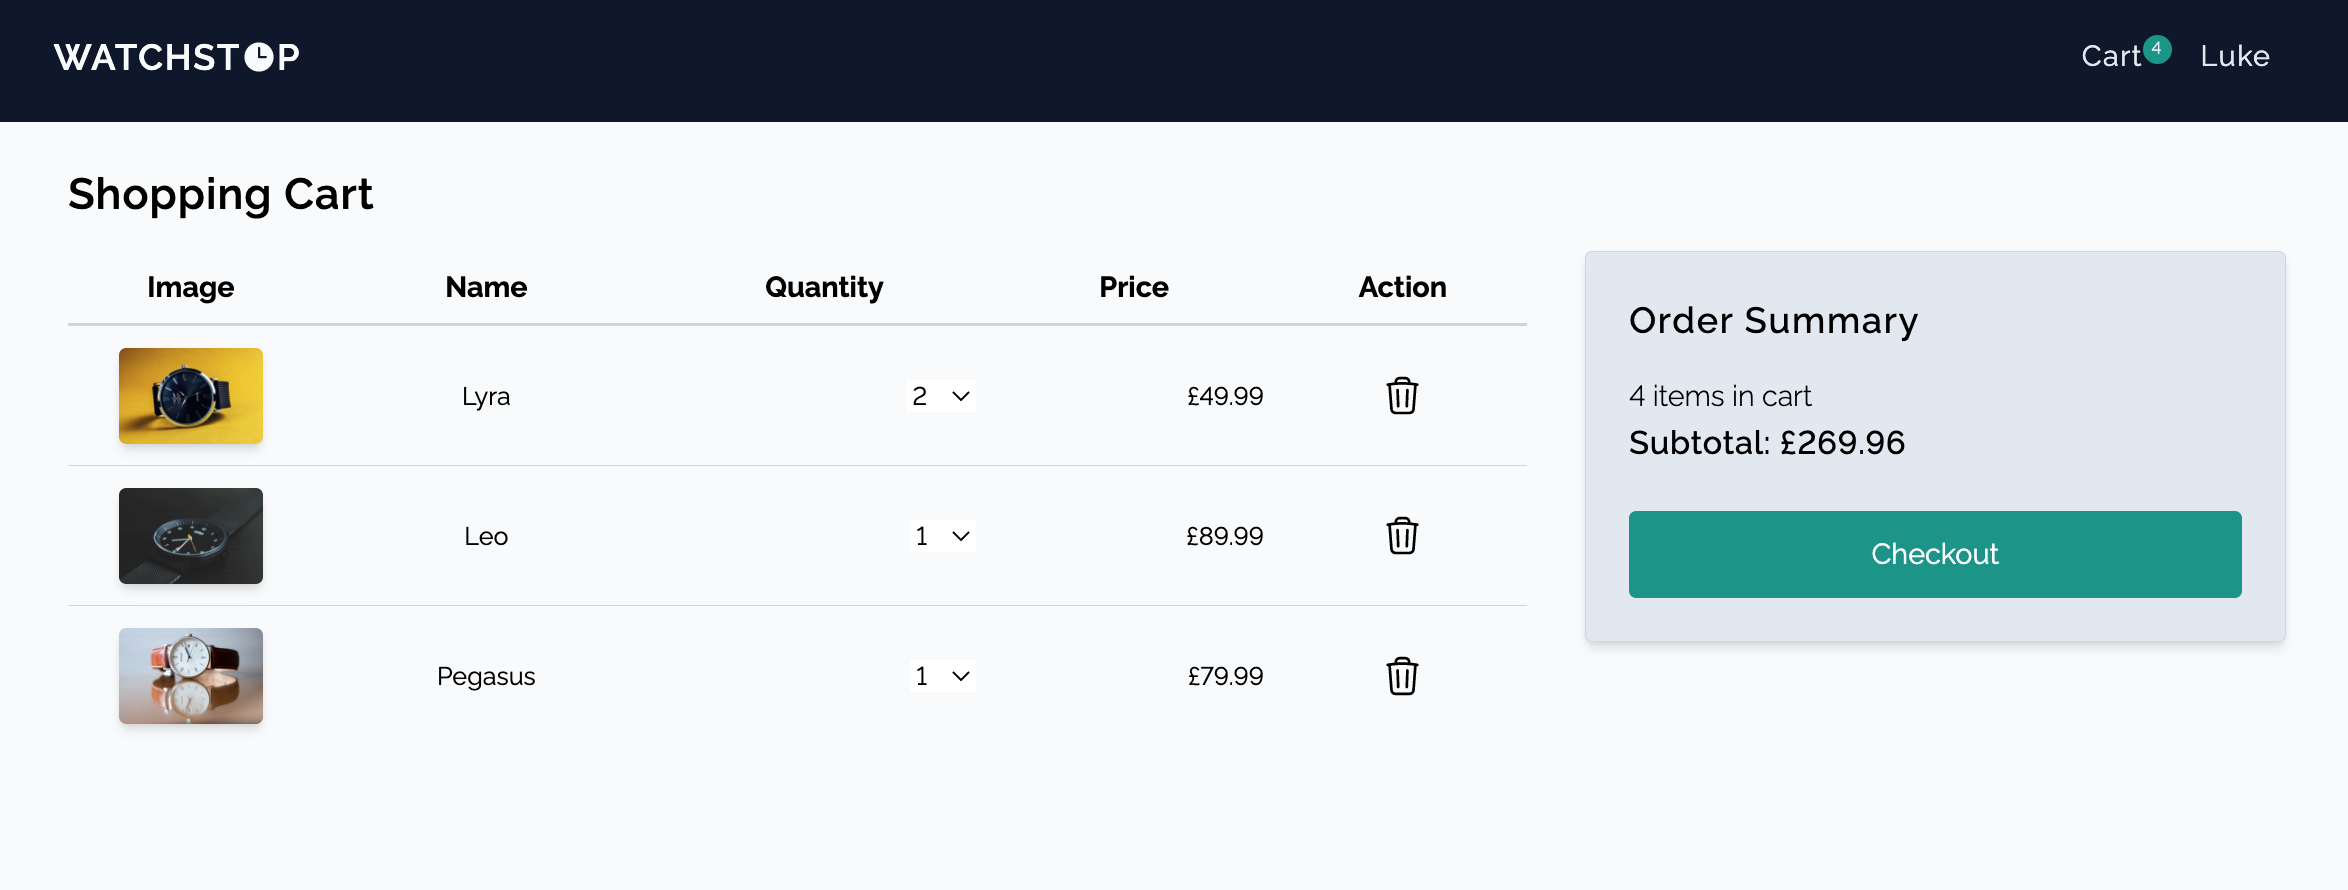 WATCHSTOP
Cart 4 Luke
Shopping Cart
Image Name Quantity Price Action
Lyra 2 £49.99
Leo 1 £89.99
Pegasus 1 £79.99
Order Summary
4 items in cart
Subtotal: £269.96
Checkout